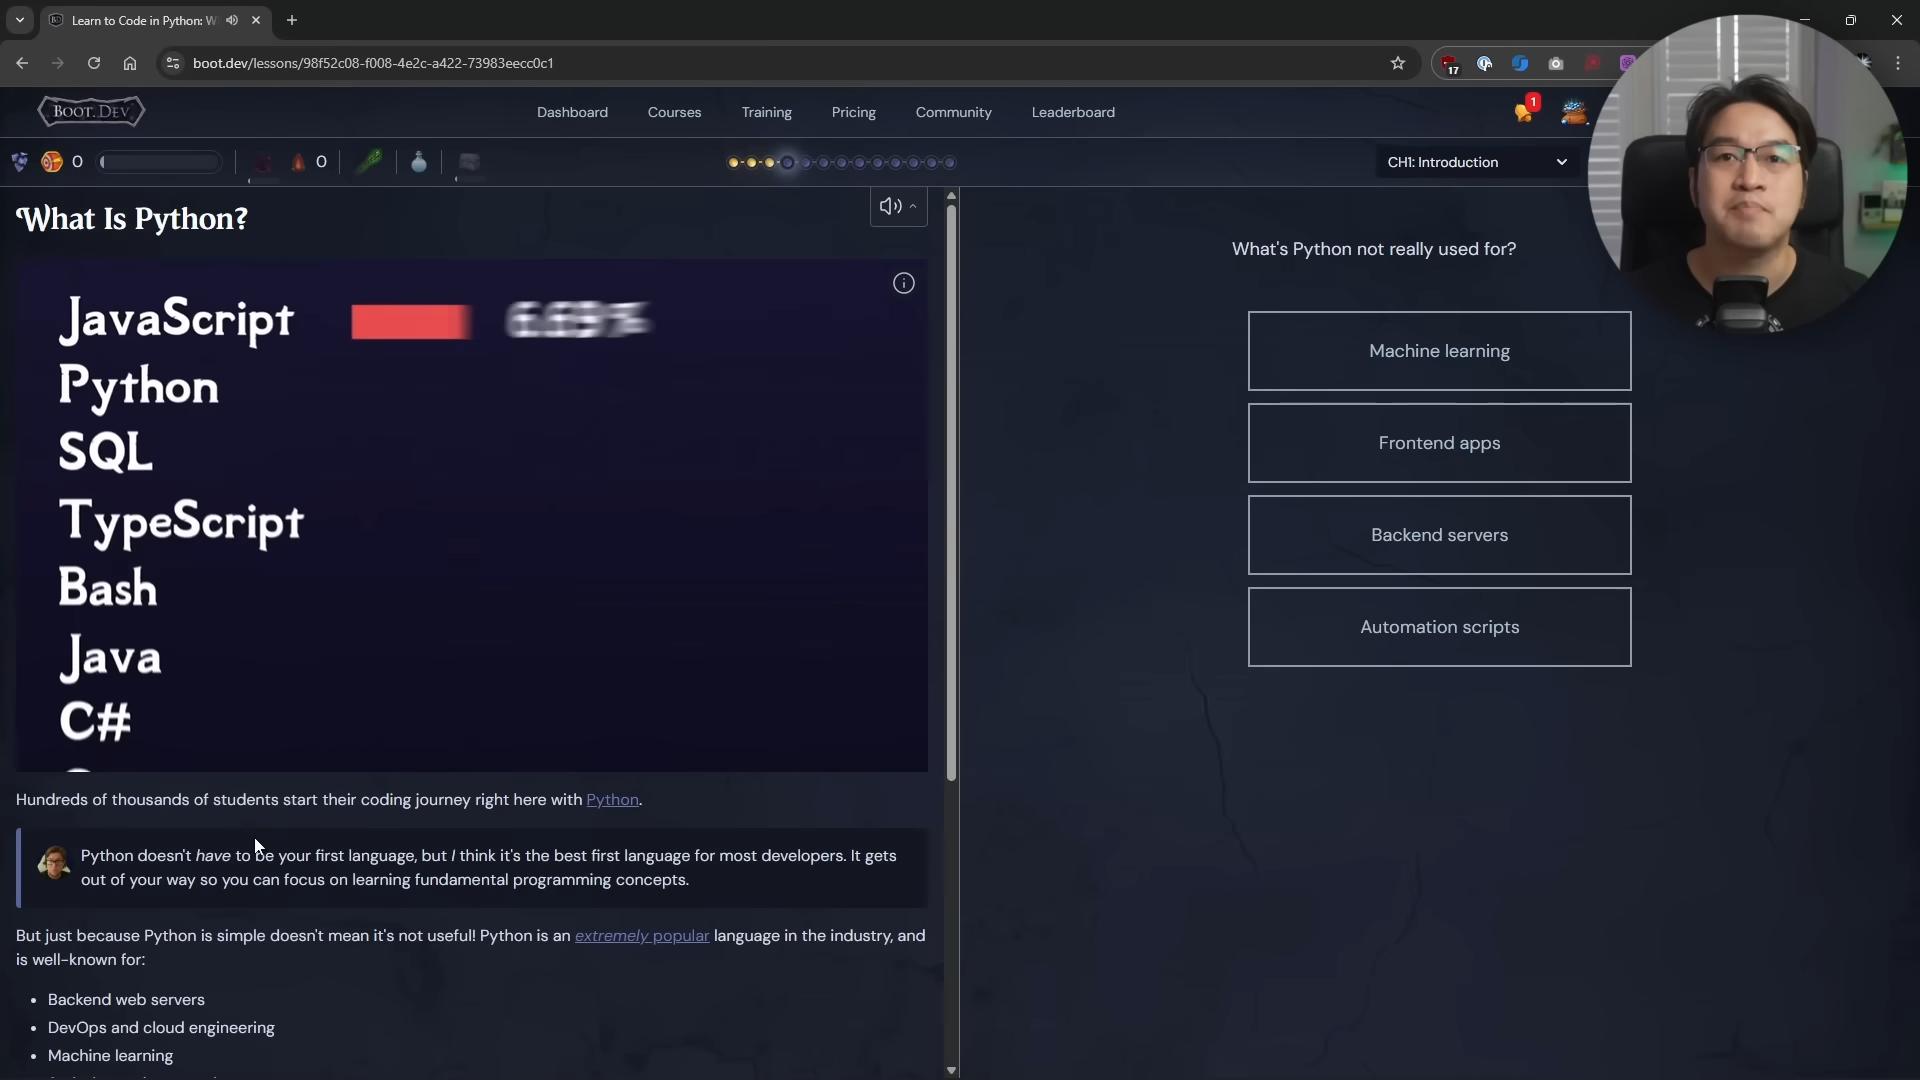 Learn to Code in Python: W
boot.dev/lessons/98f52c08-f008-4e2c-a422-73983eecc0c1
17
BOOT.DEV
Dashboard
Courses
Training
Pricing
Community
Leaderboard
1
0
0
CH1: Introduction
What Is Python?
JavaScript
6.69%
Python
SQL
TypeScript
Bash
Java
C#
Hundreds of thousands of students start their coding journey right here with Python.
Python doesn't have to be your first language, but I think it's the best first language for most developers. It gets
out of your way so you can focus on learning fundamental programming concepts.
But just because Python is simple doesn't mean it's not useful! Python is an extremely popular language in the industry, and
is well-known for:
• Backend web servers
• DevOps and cloud engineering
• Machine learning
What's Python not really used for?
Machine learning
Frontend apps
Backend servers
Automation scripts